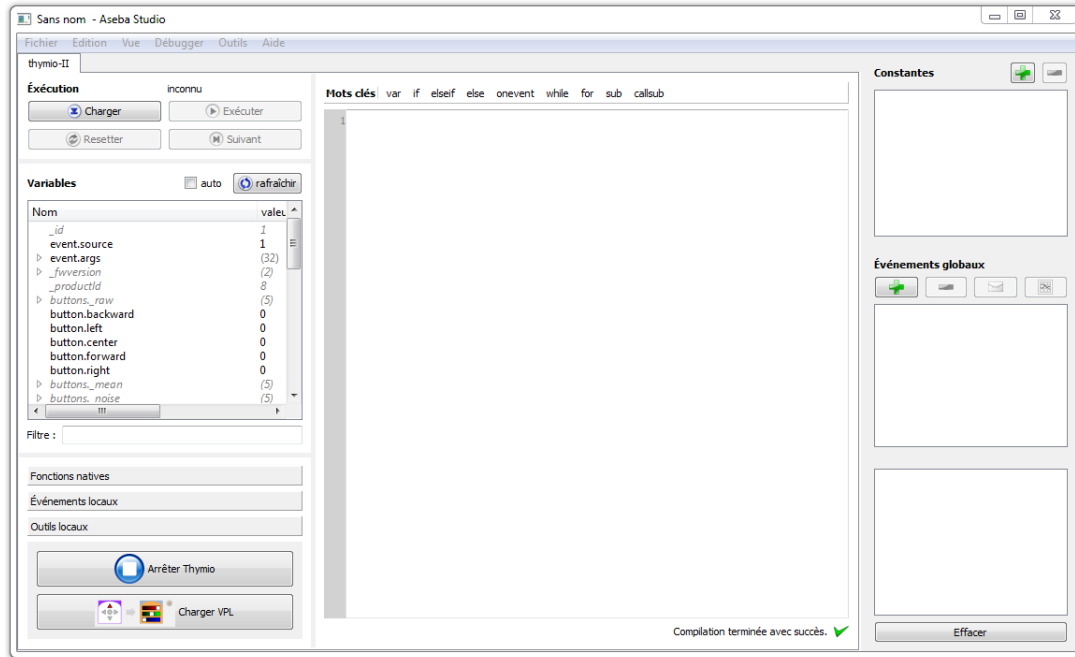 Sans nom - Aseba Studio
Fichier Edition Vue Débugger Outils Aide
thymio-II
Éxécution inconnu
Charger Exécuter
Resetter Suivant
Variables auto rafraîchir
Nom valeu
_id 1
event.source 1
event.args (32)
_fwversion (2)
_productId 8
buttons._raw (5)
button.backward 0
button.left 0
button.center 0
button.forward 0
button.right 0
buttons._mean (5)
buttons._noise (5)
Filtre :
Fonctions natives
Événements locaux
Outils locaux
Arrêter Thymio
Charger VPL
Mots clés var if elseif else onevent while for sub callsub
1
Compilation terminée avec succès.
Constantes
Événements globaux
Effacer